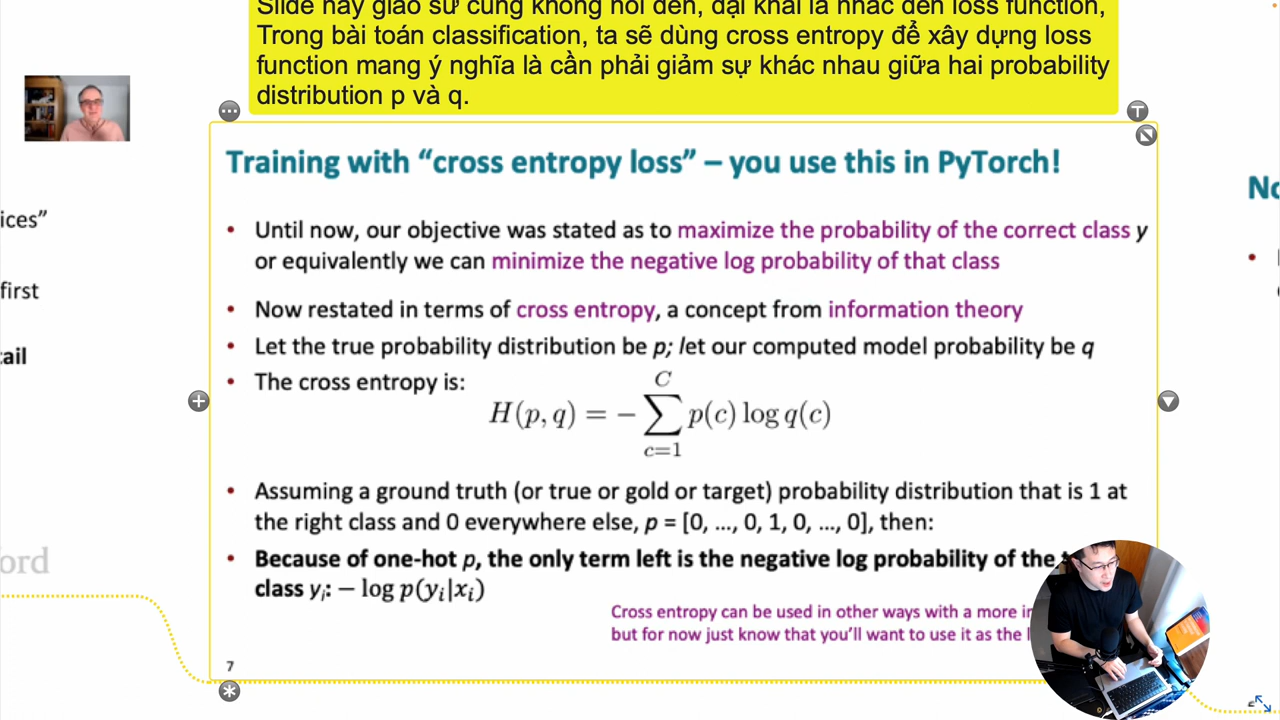 Slide này giáo sư cũng không nói đến, đại khái là nhắc đến loss function,
Trong bài toán classification, ta sẽ dùng cross entropy để xây dựng loss
function mang ý nghĩa là cần phải giảm sự khác nhau giữa hai probability
distribution p và q.
Training with “cross entropy loss” – you use this in PyTorch!
• Until now, our objective was stated as to maximize the probability of the correct class y
or equivalently we can minimize the negative log probability of that class
• Now restated in terms of cross entropy, a concept from information theory
• Let the true probability distribution be p; let our computed model probability be q
• The cross entropy is:
H(p, q) = − ∑_{c=1}^{C} p(c) log q(c)
• Assuming a ground truth (or true or gold or target) probability distribution that is 1 at
the right class and 0 everywhere else, p = [0, …, 0, 1, 0, …, 0], then:
• Because of one-hot p, the only term left is the negative log probability of the
class yᵢ: − log p(yᵢ|xᵢ)
Cross entropy can be used in other ways with a more
but for now just know that you’ll want to use it as the
7
ices”
first
ord